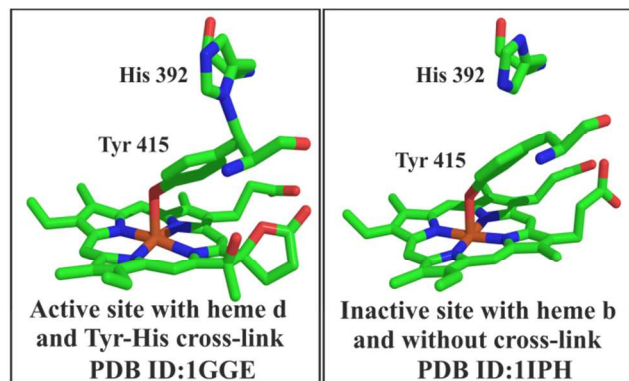 His 392
Tyr 415
Active site with heme d
and Tyr-His cross-link
PDB ID:1GGE
His 392
Tyr 415
Inactive site with heme b
and without cross-link
PDB ID:1IPH